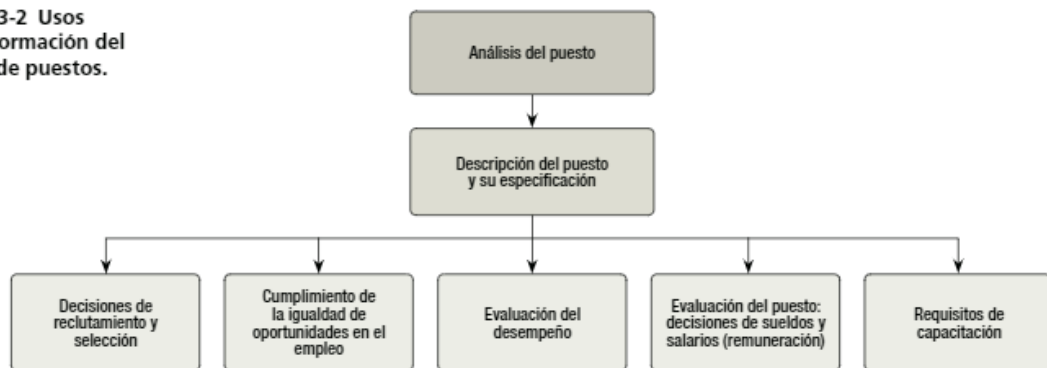 3-2 Usos
ormación del
de puestos.
Análisis del puesto
Descripción del puesto
y su especificación
Decisiones de
reclutamiento y
selección
Cumplimiento de
la igualdad de
oportunidades en el
empleo
Evaluación del
desempeño
Evaluación del puesto:
decisiones de sueldos y
salarios (remuneración)
Requisitos de
capacitación